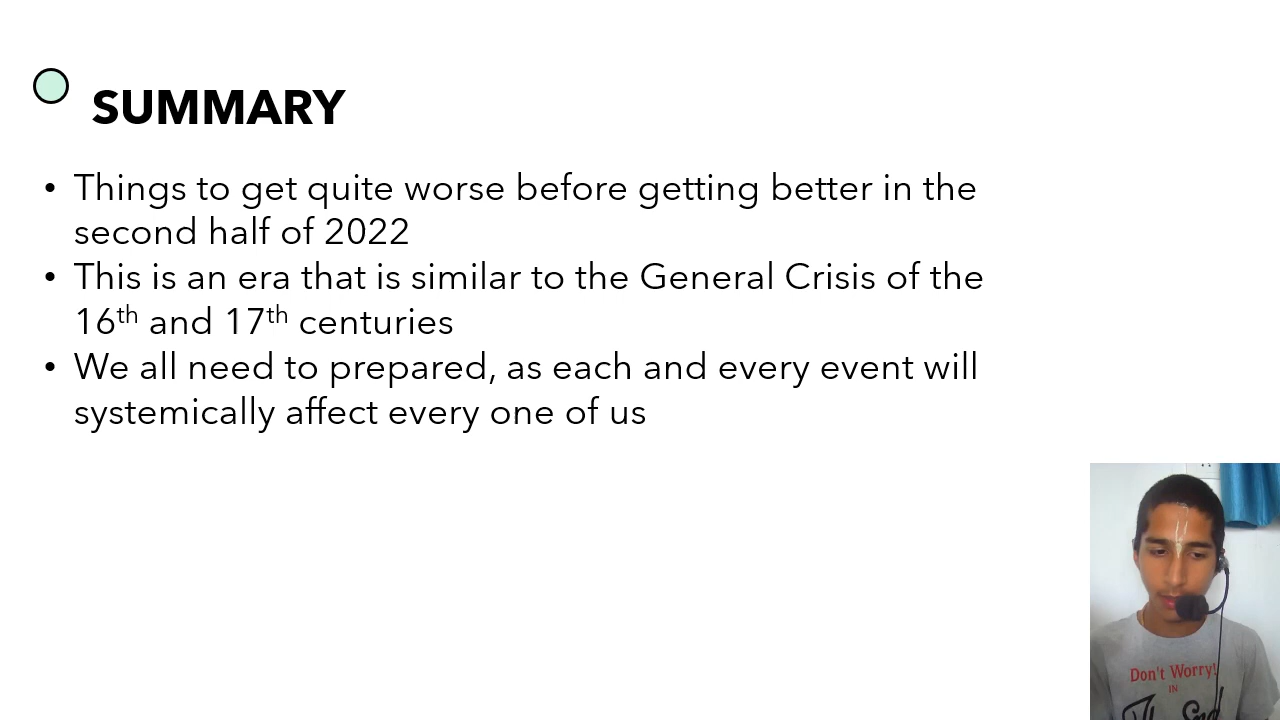 SUMMARY
• Things to get quite worse before getting better in the
second half of 2022
• This is an era that is similar to the General Crisis of the
16th and 17th centuries
• We all need to prepared, as each and every event will
systemically affect every one of us
Don't Worry!
IN
The